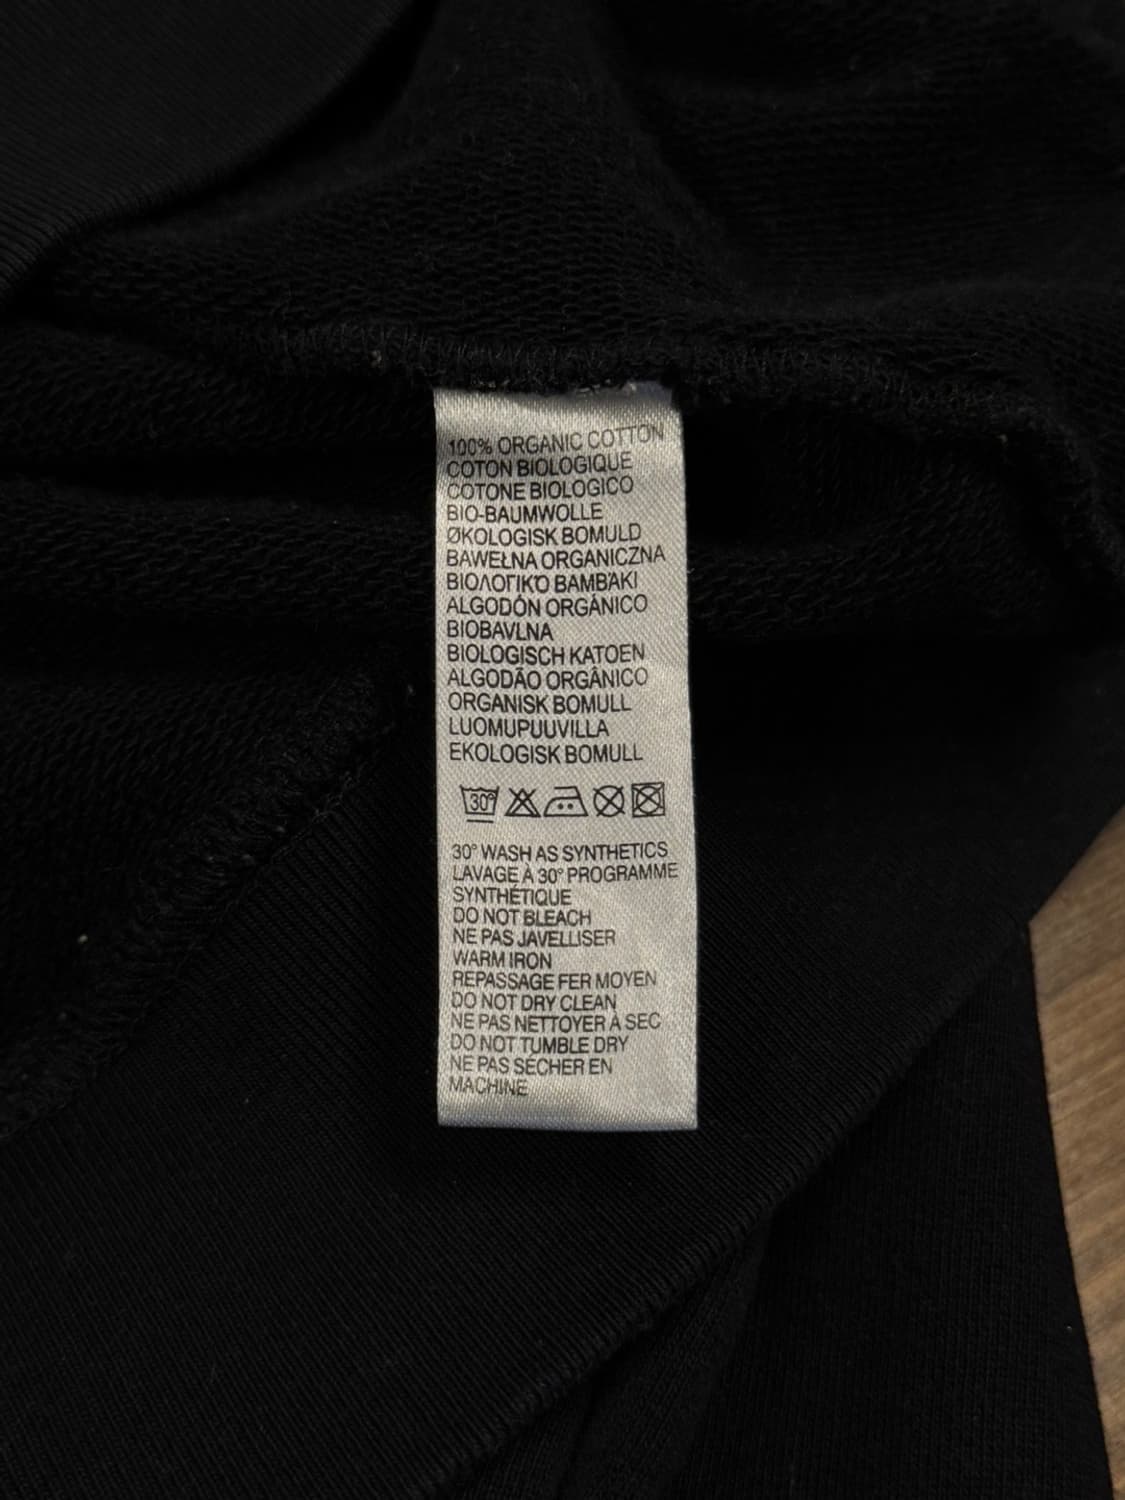 100% ORGANIC COTTON
COTON BIOLOGIQUE
COTONE BIOLOGICO
BIO-BAUMWOLLE
ØKOLOGISK BOMULD
BAWEŁNA ORGANICZNA
ΒΙΟΛΟΓΙΚΌ ΒΑΜΒΆΚΙ
ALGODÓN ORGÁNICO
BIOBAVLNA
BIOLOGISCH KATOEN
ALGODÃO ORGÂNICO
ORGANISK BOMULL
LUOMUPUUVILLA
EKOLOGISK BOMULL
30°
30° WASH AS SYNTHETICS
LAVAGE À 30° PROGRAMME
SYNTHÉTIQUE
DO NOT BLEACH
NE PAS JAVELLISER
WARM IRON
REPASSAGE FER MOYEN
DO NOT DRY CLEAN
NE PAS NETTOYER À SEC
DO NOT TUMBLE DRY
NE PAS SÉCHER EN
MACHINE